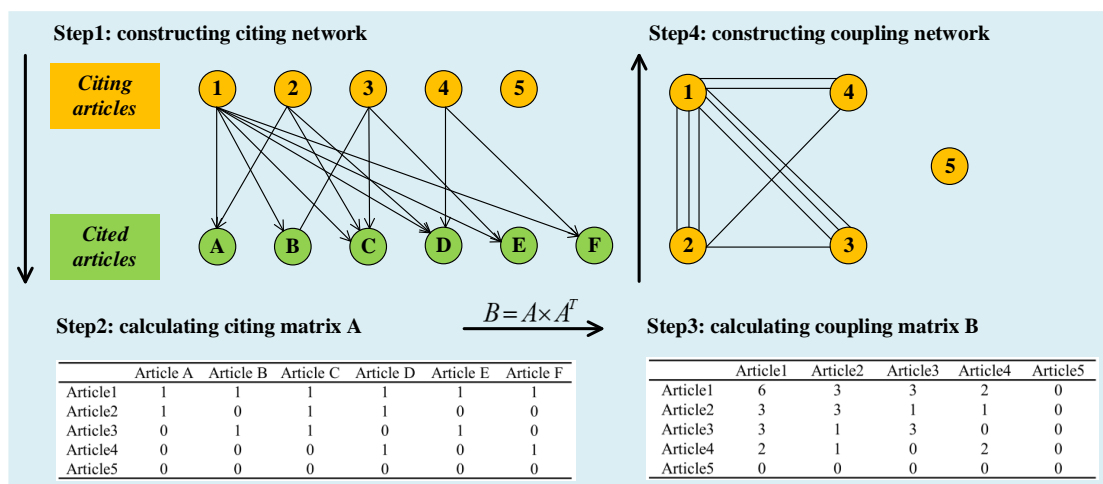 Step1: constructing citing network
Citing
articles
1 2 3 4 5
Cited
articles
A B C D E F
Step4: constructing coupling network
1 4
5
2 3
Step2: calculating citing matrix A
B = A × A^T
Step3: calculating coupling matrix B
Article A Article B Article C Article D Article E Article F
Article1 1 1 1 1 1 1
Article2 1 0 1 1 0 0
Article3 0 1 1 0 1 0
Article4 0 0 0 1 0 1
Article5 0 0 0 0 0 0
Article1 Article2 Article3 Article4 Article5
Article1 6 3 3 2 0
Article2 3 3 1 1 0
Article3 3 1 3 0 0
Article4 2 1 0 2 0
Article5 0 0 0 0 0